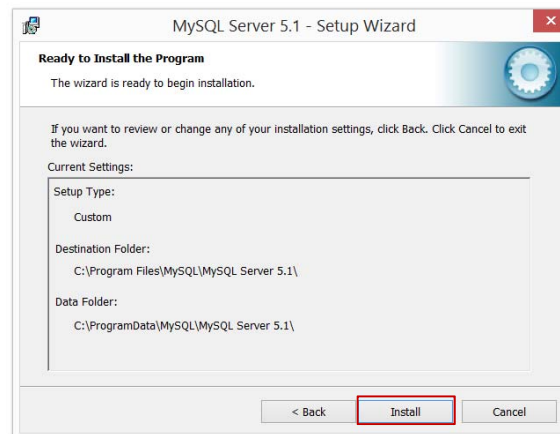 MySQL Server 5.1 - Setup Wizard
Ready to Install the Program
The wizard is ready to begin installation.
If you want to review or change any of your installation settings, click Back. Click Cancel to exit
the wizard.
Current Settings:
Setup Type:
Custom
Destination Folder:
C:\Program Files\MySQL\MySQL Server 5.1\
Data Folder:
C:\ProgramData\MySQL\MySQL Server 5.1\
< Back Install Cancel